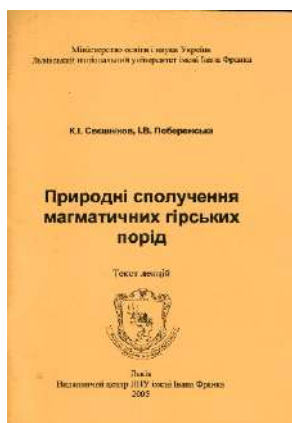 Міністерство освіти і науки України
Львівський національний університет імені Івана Франка
К.І. Свєшніков, І.В. Побережська
Природні сполучення
магматичних гірських
порід
Текст лекцій
Львів
Видавничий центр ЛНУ імені Івана Франка
2005